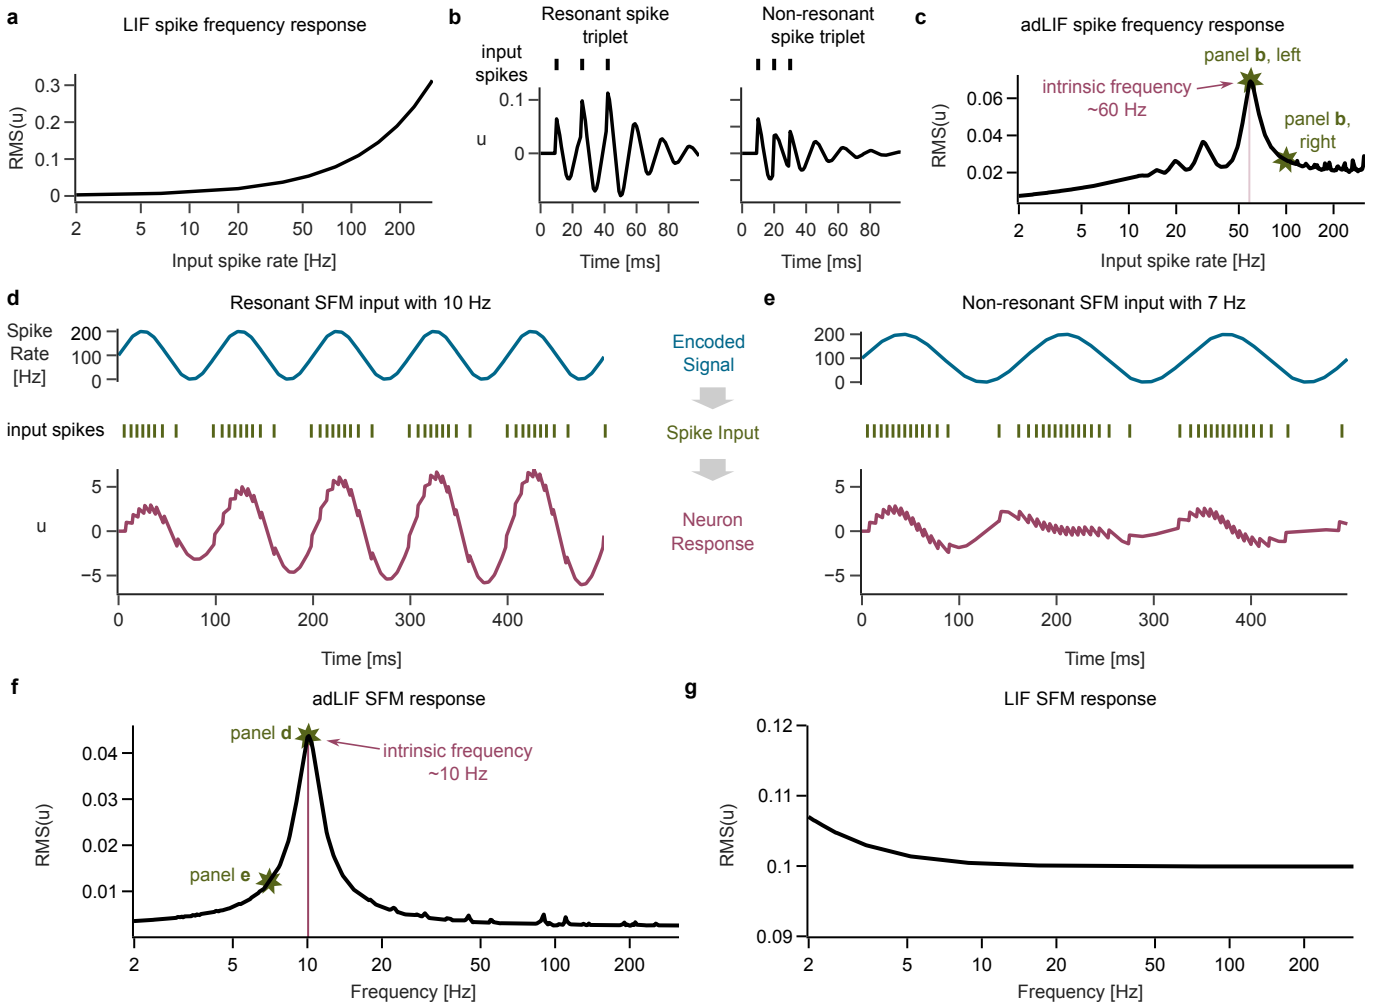 a
LIF spike frequency response
RMS(u)
0.3
0.2
0.1
0
2 5 10 20 50 100 200
Input spike rate [Hz]
b
Resonant spike
triplet
Non-resonant
spike triplet
input
spikes
u
0.1
0
0 20 40 60 80
Time [ms]
0 20 40 60 80
Time [ms]
c
adLIF spike frequency response
panel b, left
intrinsic frequency
~60 Hz
panel b,
right
RMS(u)
0.06
0.04
0.02
2 5 10 20 50 100 200
Input spike rate [Hz]
d
Resonant SFM input with 10 Hz
Spike
Rate
[Hz]
200
100
0
input spikes
u
5
0
−5
0 100 200 300 400
Time [ms]
Encoded
Signal
Spike Input
Neuron
Response
e
Non-resonant SFM input with 7 Hz
200
100
0
5
0
−5
0 100 200 300 400
Time [ms]
f
adLIF SFM response
panel d
intrinsic frequency
~10 Hz
panel e
RMS(u)
0.04
0.03
0.02
0.01
2 5 10 20 50 100 200
Frequency [Hz]
g
LIF SFM response
RMS(u)
0.12
0.11
0.1
0.09
2 5 10 20 50 100 200
Frequency [Hz]